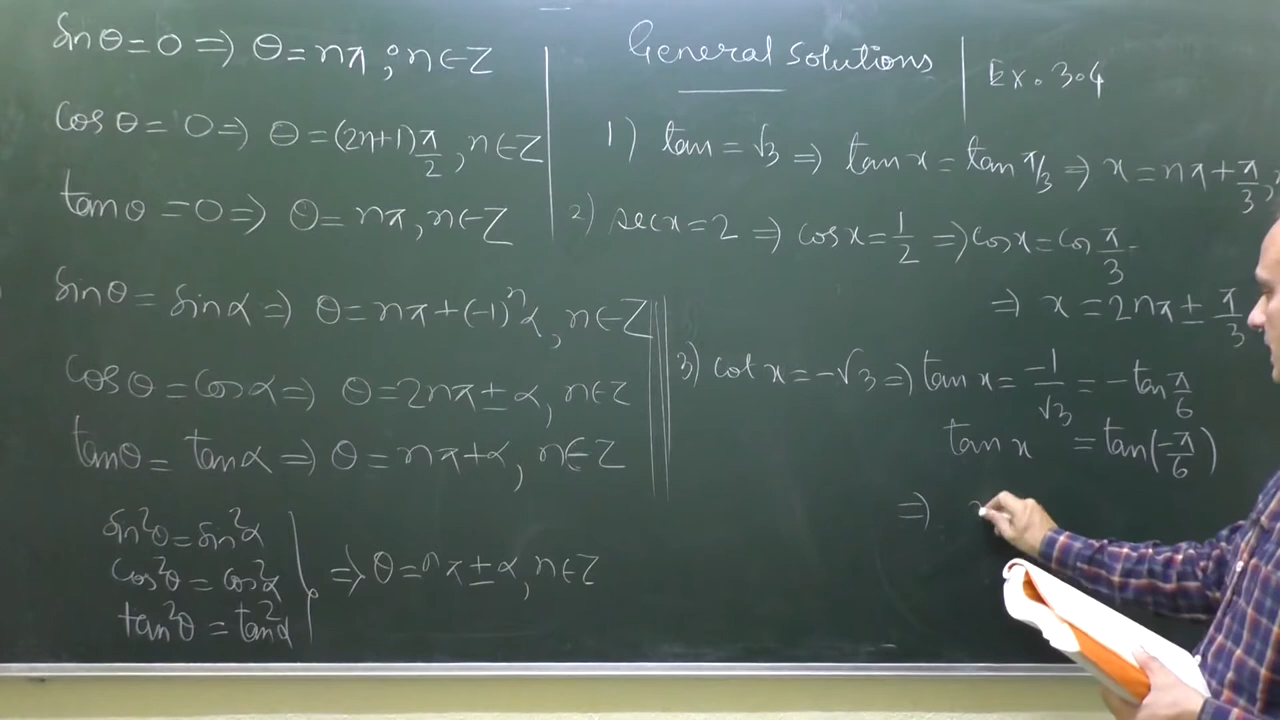 sinθ=0 ⇒ θ=nπ ; n∈Z
cosθ=0 ⇒ θ=(2n+1)π/2, n∈Z
tanθ=0 ⇒ θ=nπ, n∈Z
sinθ=sinα ⇒ θ=nπ+(-1)ⁿα, n∈Z
cosθ=cosα ⇒ θ=2nπ±α, n∈Z
tanθ=tanα ⇒ θ=nπ+α, n∈Z
sin²θ=sin²α
cos²θ=cos²α
tan²θ=tan²α
⇒ θ=nπ±α, n∈Z
General solutions
Ex. 3.4
1) tan=√3 ⇒ tan x=tan π/3 ⇒ x=nπ+π/3,
2) sec x=2 ⇒ cos x=1/2 ⇒ cos x=cos π/3
⇒ x=2nπ±π/3
3) cot x=-√3 ⇒ tan x=-1/√3=-tan π/6
tan x =tan(-π/6)
⇒